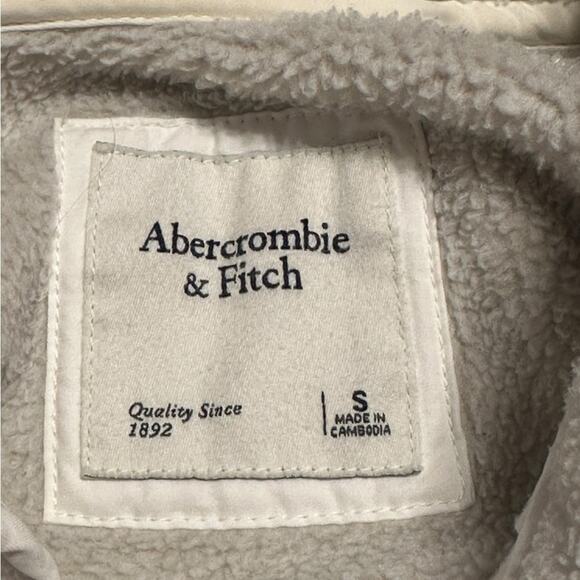 Abercrombie
& Fitch
Quality Since
1892
S
MADE IN
CAMBODIA